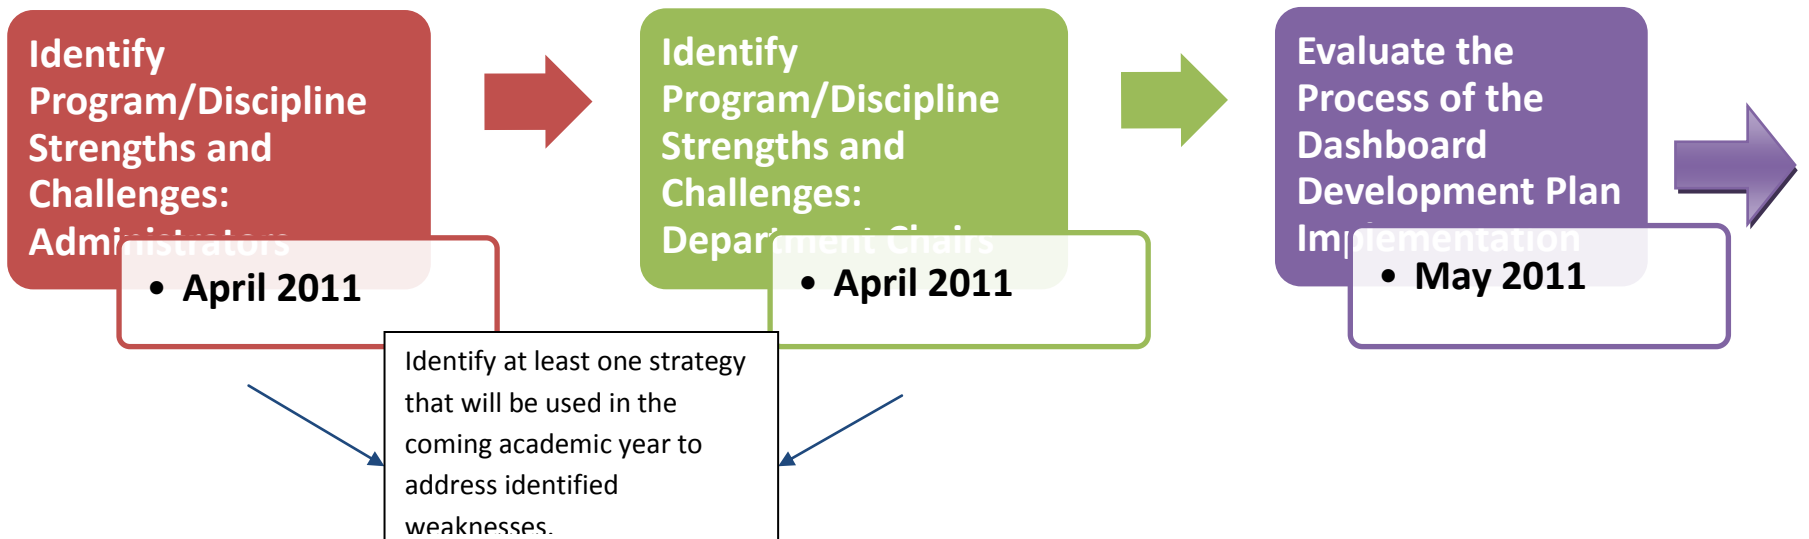 Identify
Program/Discipline
Strengths and
Challenges:
Administrators
• April 2011
Identify
Program/Discipline
Strengths and
Challenges:
Department Chairs
• April 2011
Evaluate the
Process of the
Dashboard
Development Plan
Implementation
• May 2011
Identify at least one strategy
that will be used in the
coming academic year to
address identified
weaknesses.